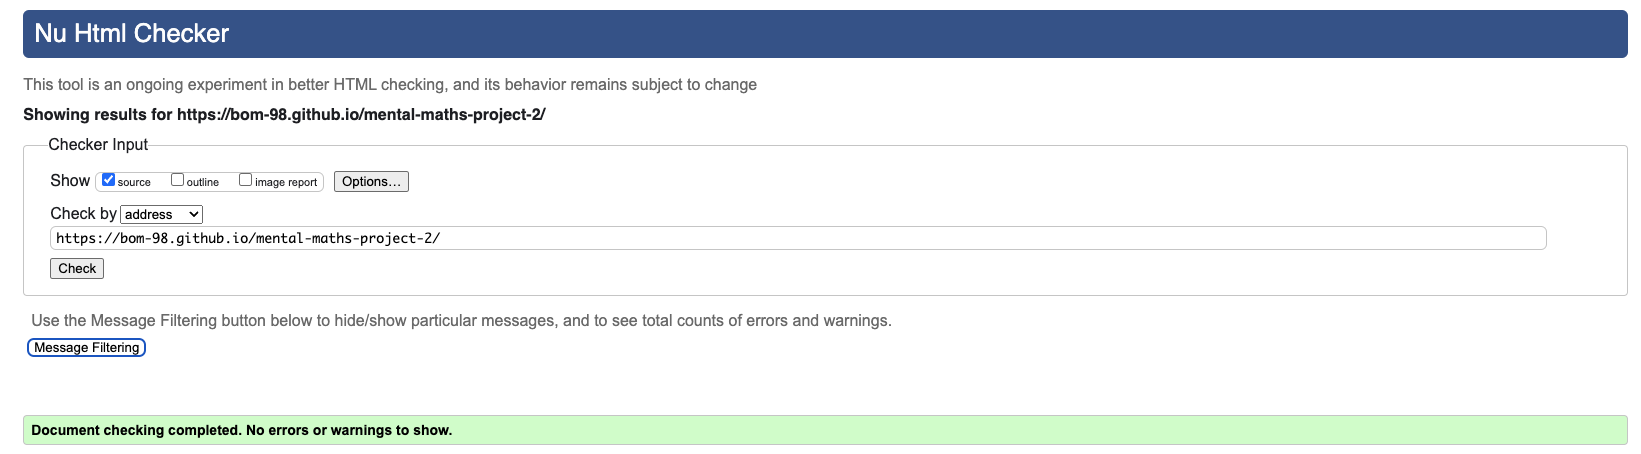 Nu Html Checker
This tool is an ongoing experiment in better HTML checking, and its behavior remains subject to change
Showing results for https://bom-98.github.io/mental-maths-project-2/
Checker Input
Show source outline image report Options...
Check by address
https://bom-98.github.io/mental-maths-project-2/
Check
Use the Message Filtering button below to hide/show particular messages, and to see total counts of errors and warnings.
Message Filtering
Document checking completed. No errors or warnings to show.